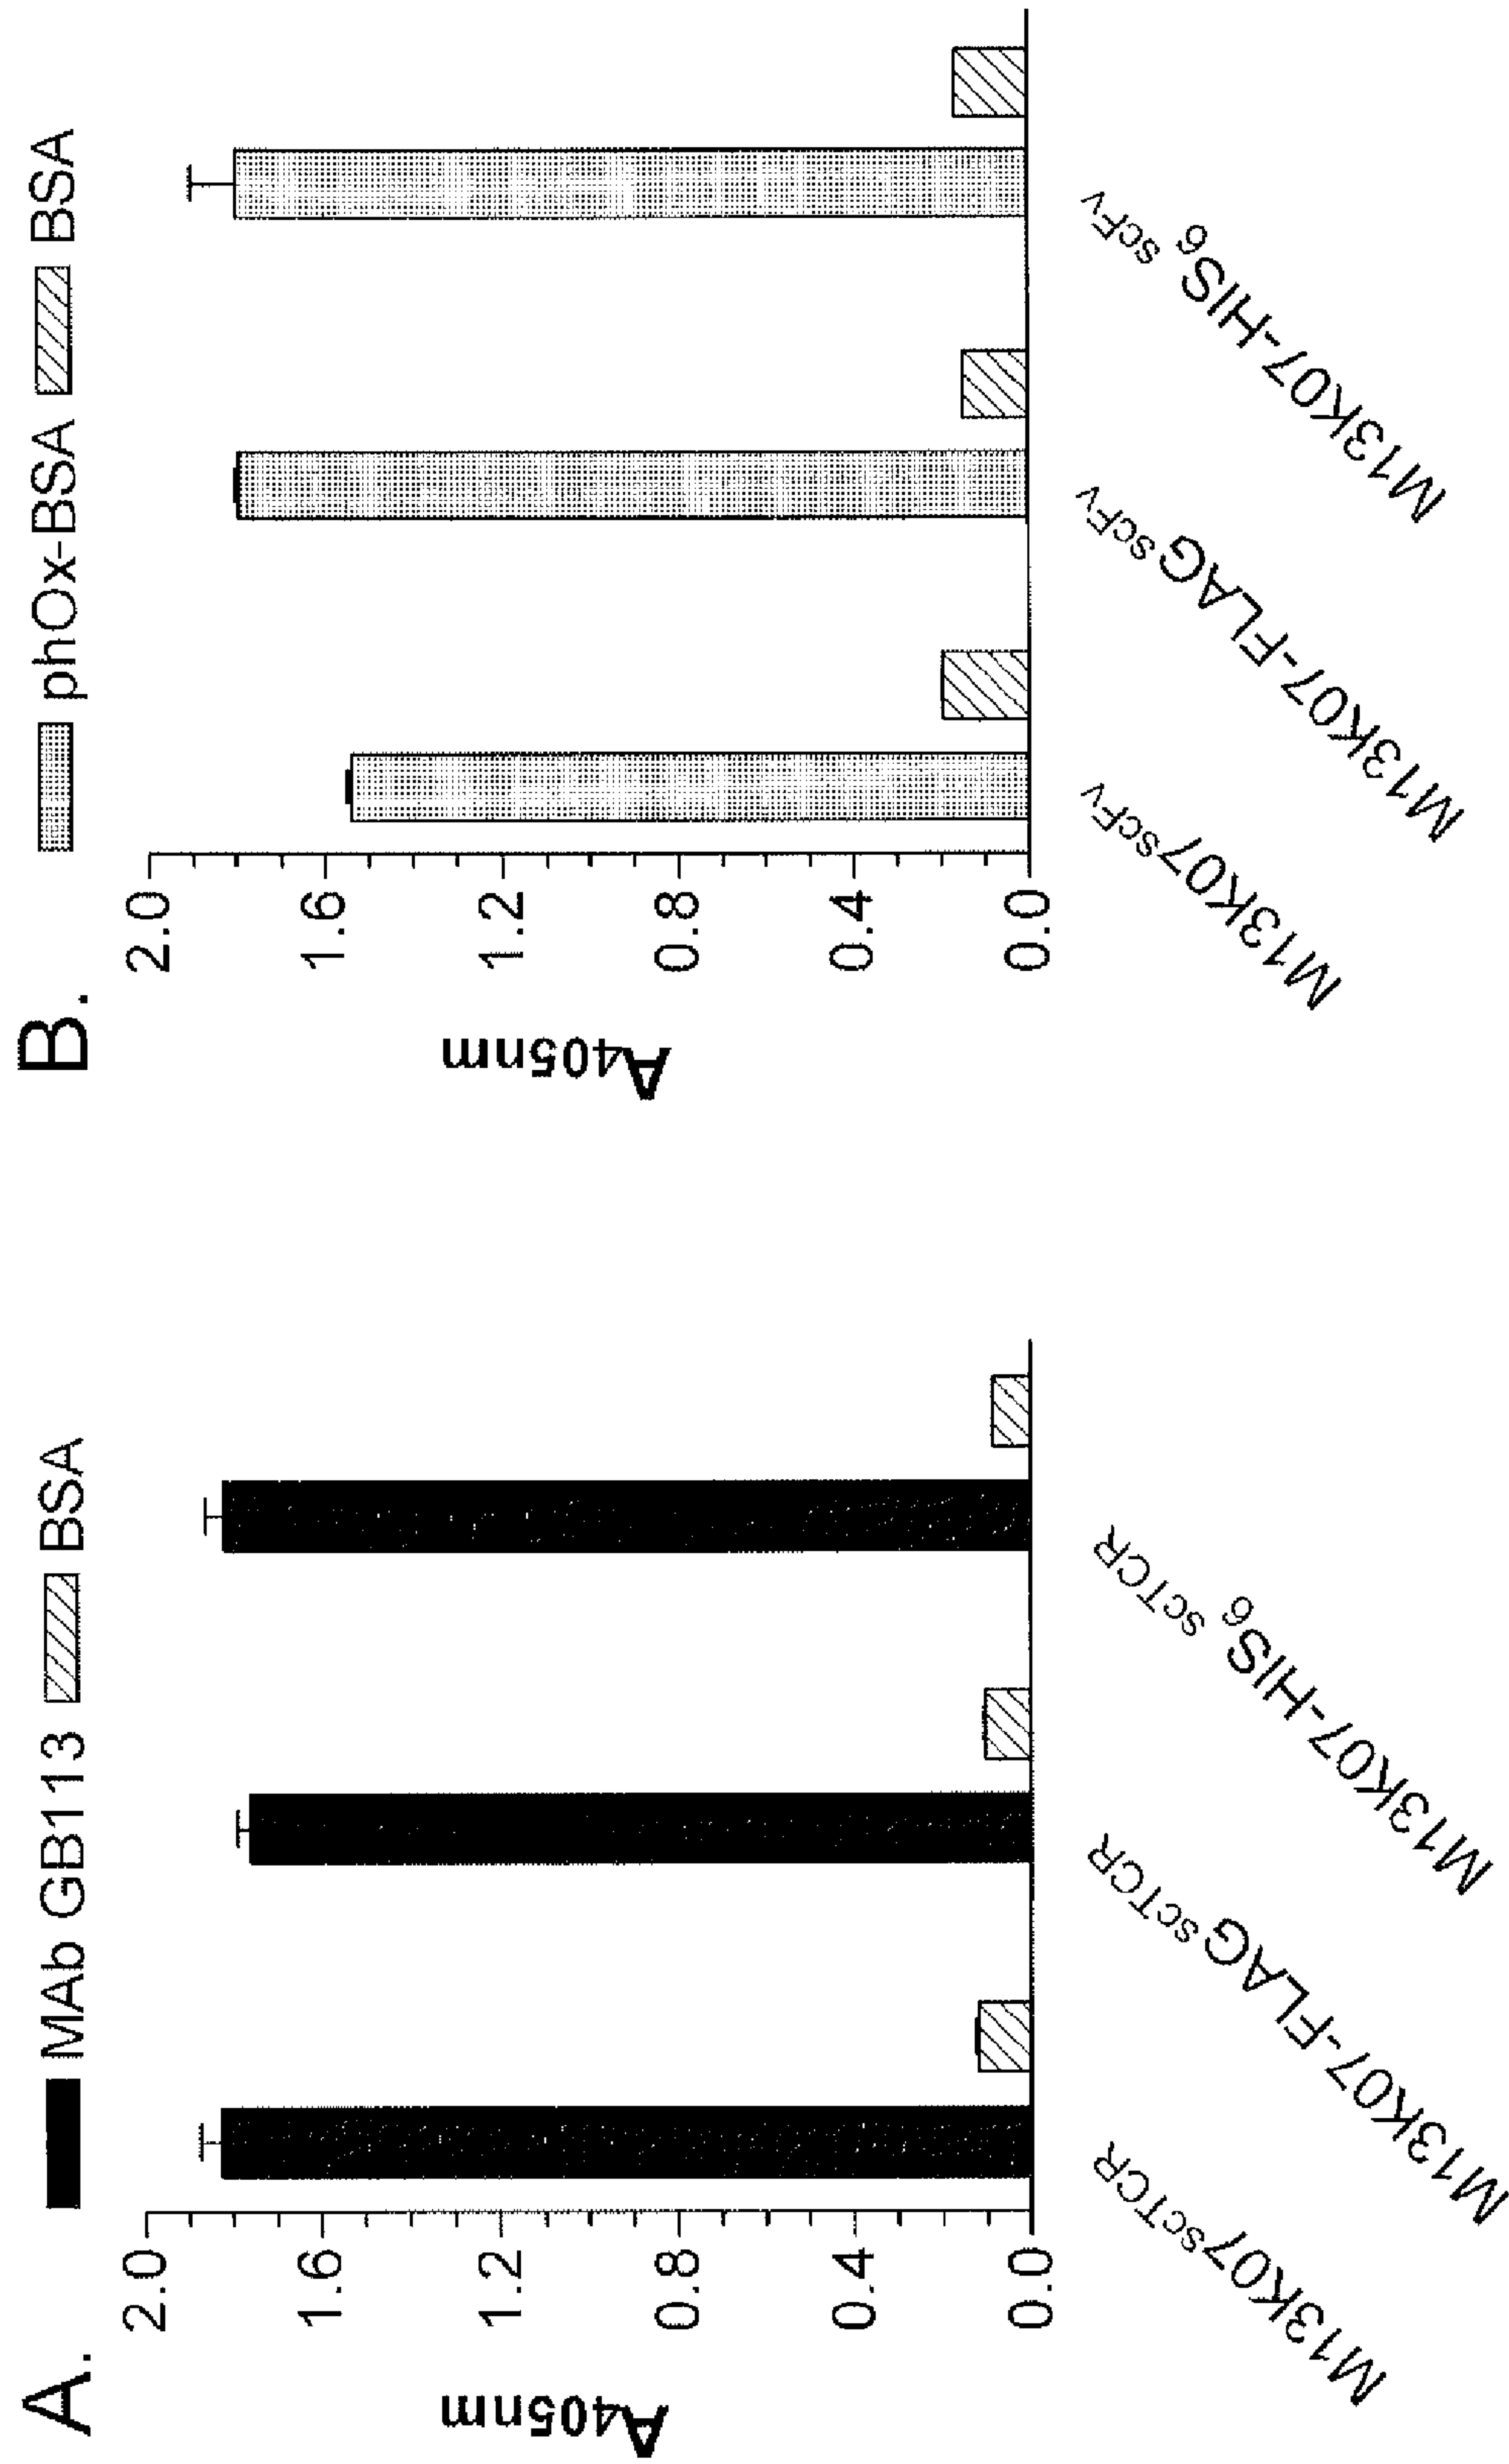 A.
MAb GB113 BSA
A405nm
2.0
1.6
1.2
0.8
0.4
0.0
M13K07scTCR
M13K07-FLAGscTCR
M13K07-HIS6 scTCR
B.
phOx-BSA BSA
A405nm
2.0
1.6
1.2
0.8
0.4
0.0
M13K07scFv
M13K07-FLAGscFv
M13K07-HIS6 scFv